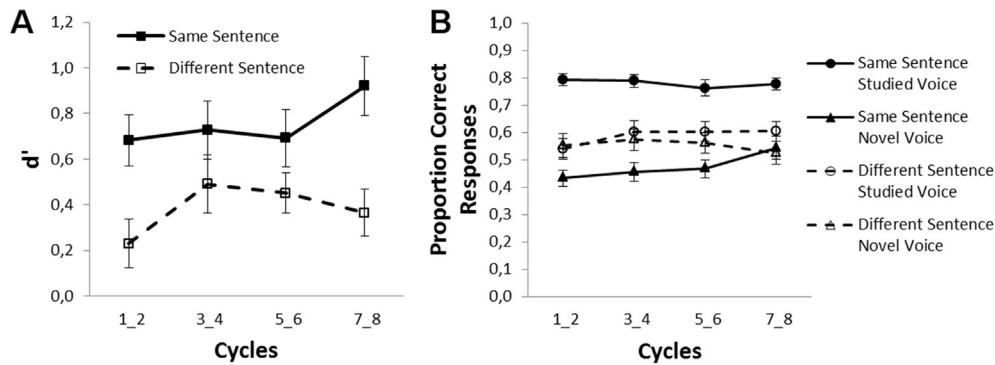 A
1,2
1,0
0,8
0,6
0,4
0,2
0,0
d'
Same Sentence
Different Sentence
1_2 3_4 5_6 7_8
Cycles
B
1,0
0,9
0,8
0,7
0,6
0,5
0,4
0,3
0,2
0,1
0,0
Proportion Correct
Responses
1_2 3_4 5_6 7_8
Cycles
Same Sentence
Studied Voice
Same Sentence
Novel Voice
Different Sentence
Studied Voice
Different Sentence
Novel Voice